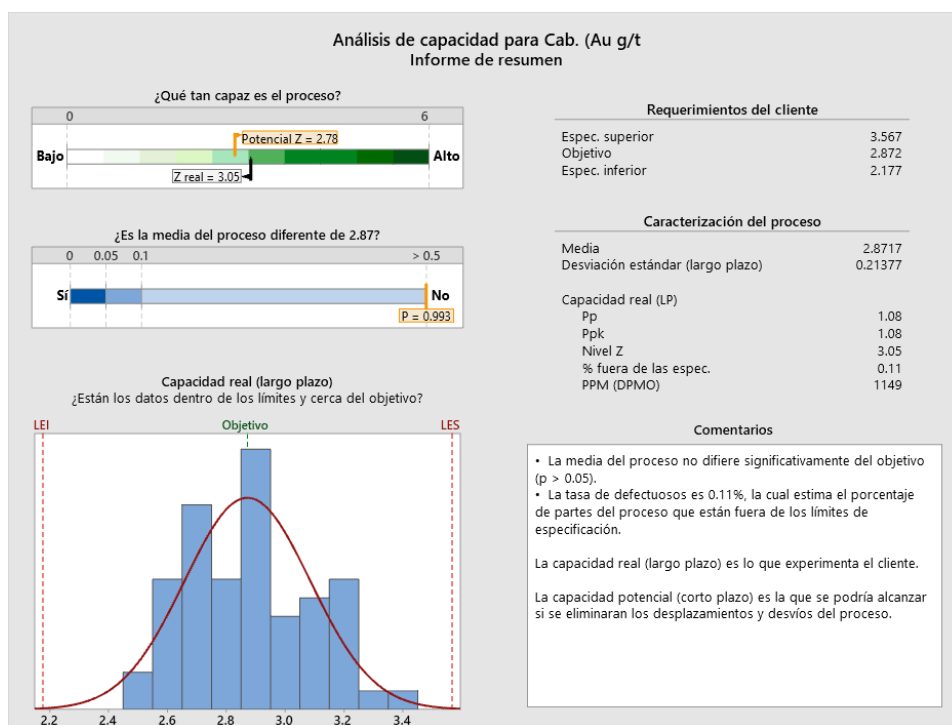 Análisis de capacidad para Cab. (Au g/t
Informe de resumen
¿Qué tan capaz es el proceso?
0 6
Potencial Z = 2.78
Bajo Alto
Z real = 3.05
¿Es la media del proceso diferente de 2.87?
0 0.05 0.1 > 0.5
Sí No
P = 0.993
Capacidad real (largo plazo)
¿Están los datos dentro de los límites y cerca del objetivo?
LEI Objetivo LES
2.2 2.4 2.6 2.8 3.0 3.2 3.4
Requerimientos del cliente
Espec. superior 3.567
Objetivo 2.872
Espec. inferior 2.177
Caracterización del proceso
Media 2.8717
Desviación estándar (largo plazo) 0.21377
Capacidad real (LP)
Pp 1.08
Ppk 1.08
Nivel Z 3.05
% fuera de las espec. 0.11
PPM (DPMO) 1149
Comentarios
• La media del proceso no difiere significativamente del objetivo
(p > 0.05).
• La tasa de defectuosos es 0.11%, la cual estima el porcentaje
de partes del proceso que están fuera de los límites de
especificación.
La capacidad real (largo plazo) es lo que experimenta el cliente.
La capacidad potencial (corto plazo) es la que se podría alcanzar
si se eliminaran los desplazamientos y desvíos del proceso.